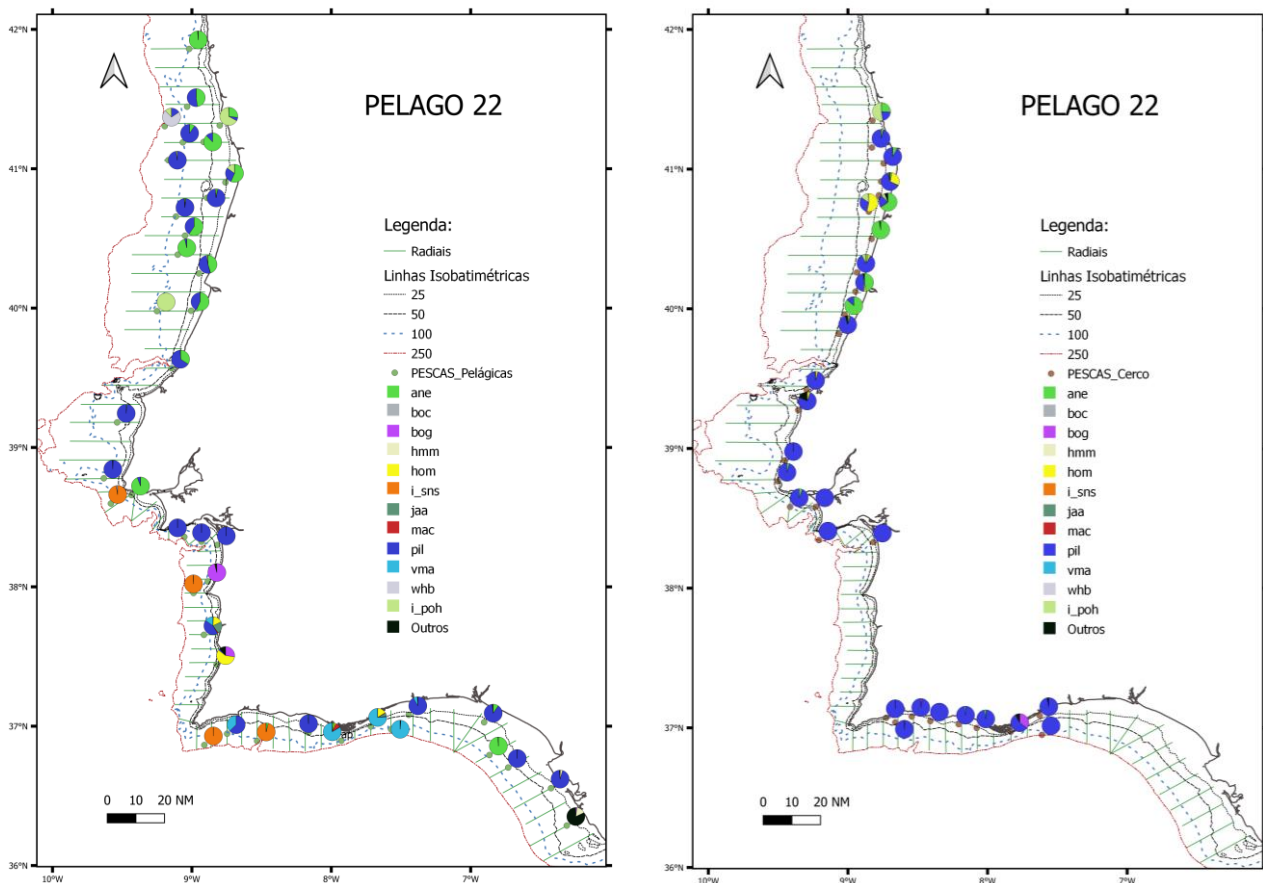 42°N
41°N
40°N
39°N
38°N
37°N
36°N
10°W
9°W
8°W
7°W
PELAGO 22
Legenda:
Radiais
Linhas Isobatimétricas
25
50
100
250
PESCAS_Pelágicas
ane
boc
bog
hmm
hom
i_sns
jaa
mac
pil
vma
whb
i_poh
Outros
0 10 20 NM
42°N
41°N
40°N
39°N
38°N
37°N
36°N
10°W
9°W
8°W
7°W
PELAGO 22
Legenda:
Radiais
Linhas Isobatimétricas
25
50
100
250
PESCAS_Cerco
ane
boc
bog
hmm
hom
i_sns
jaa
mac
pil
vma
whb
i_poh
Outros
0 10 20 NM